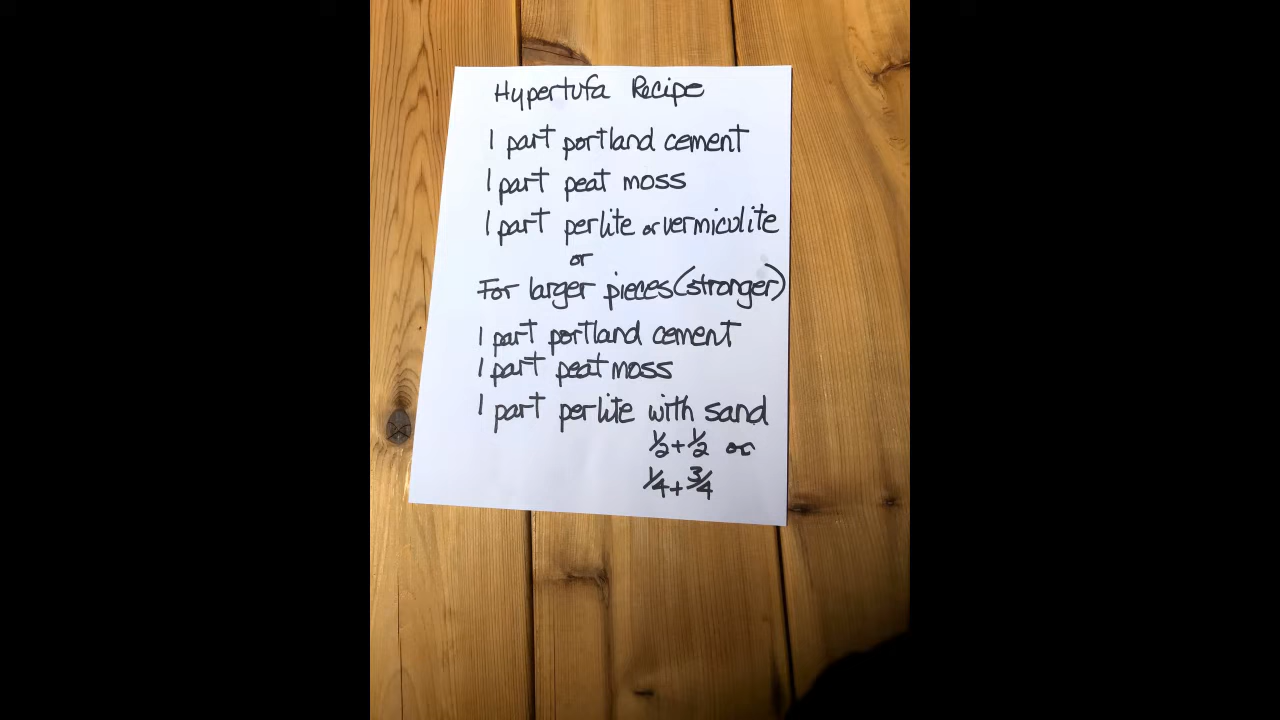 Hypertufa Recipe
1 part portland cement
1 part peat moss
1 part perlite or vermiculite
or
For larger pieces (stronger)
1 part portland cement
1 part peat moss
1 part perlite with sand
1/2 + 1/2 or
1/4 + 3/4